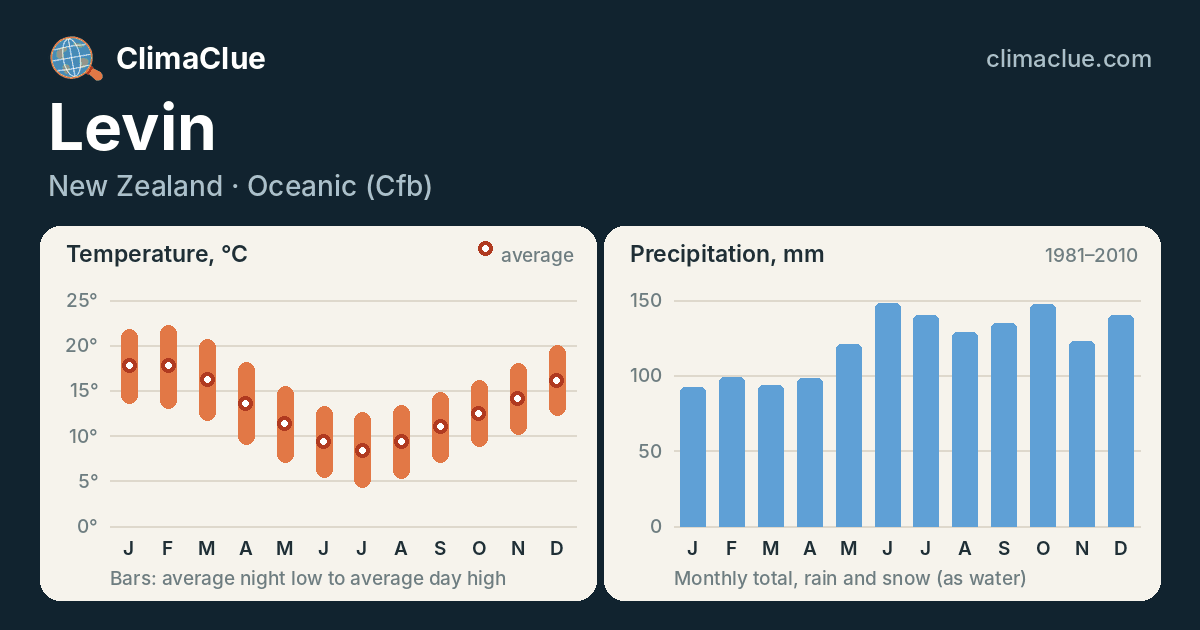 ClimaClue
climaclue.com
Levin
New Zealand · Oceanic (Cfb)
Temperature, °C
average
25°
20°
15°
10°
5°
0°
J F M A M J J A S O N D
Bars: average night low to average day high
Precipitation, mm
1981–2010
150
100
50
0
J F M A M J J A S O N D
Monthly total, rain and snow (as water)